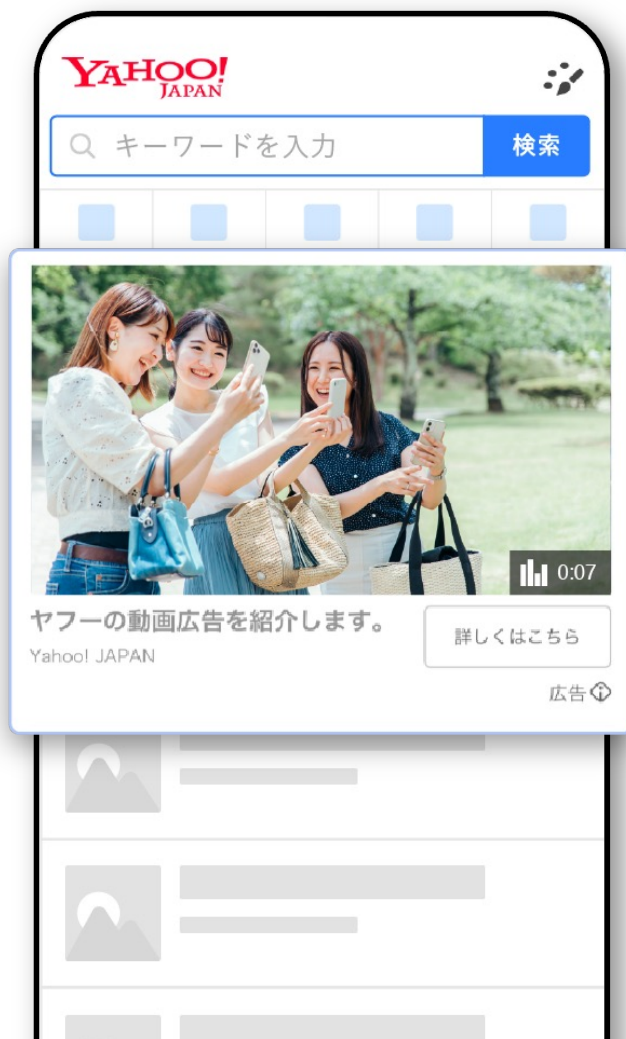 YAHOO!
JAPAN
キーワードを入力
検索
0:07
ヤフーの動画広告を紹介します。
Yahoo! JAPAN
詳しくはこちら
広告